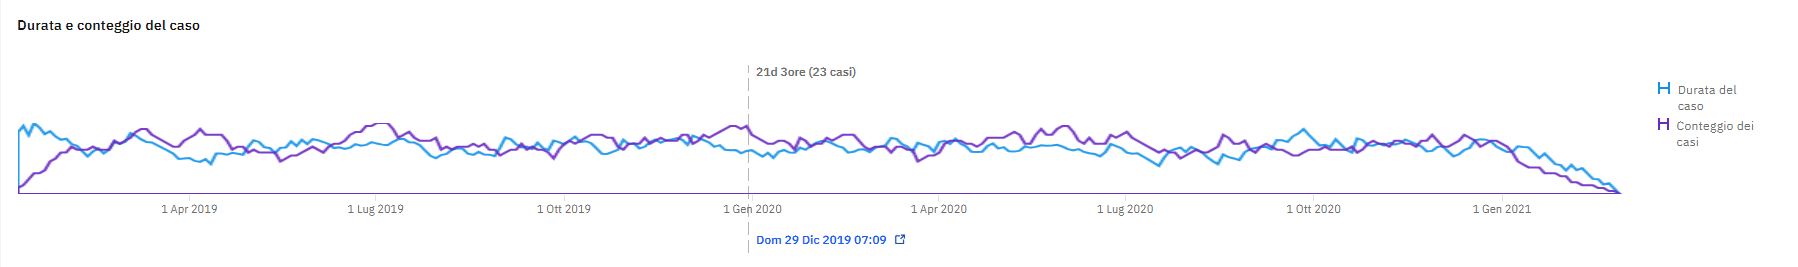 Durata e conteggio del caso
21d 3ore (23 casi)
Durata del
caso
Conteggio dei
casi
1 Apr 2019
1 Lug 2019
1 Ott 2019
1 Gen 2020
1 Apr 2020
1 Lug 2020
1 Ott 2020
1 Gen 2021
Dom 29 Dic 2019 07:09